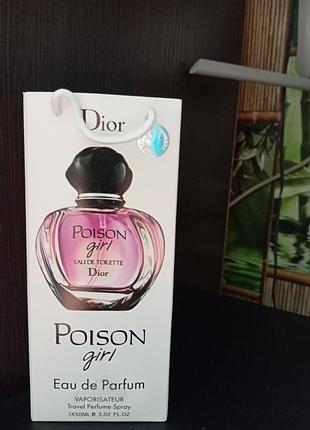 Dior
POISON
girl
EAU DE TOILETTE
Dior
POISON
girl
Eau de Parfum
VAPORISATEUR
Travel Perfume Spray
1X50ML e 3.07 FL.OZ